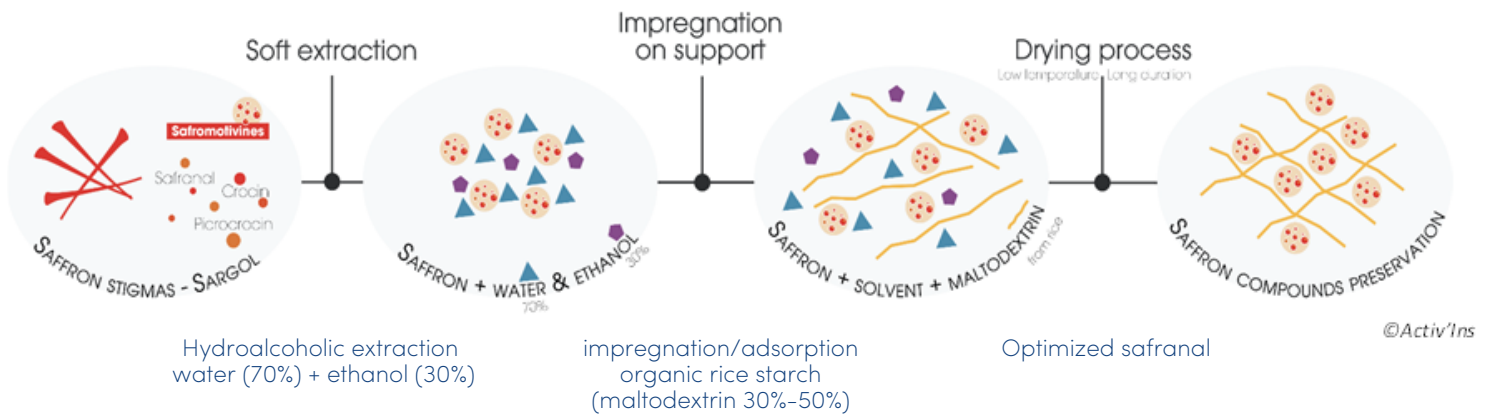 Soft extraction
Impregnation
on support
Drying process
Low temperature - Long duration
Safromotivines
Safranal
Crocin
Picrocrocin
SAFFRON STIGMAS - SARGOL
SAFFRON + WATER & ETHANOL
70%
30%
SAFFRON + SOLVENT + MALTODEXTRIN
from rice
SAFFRON COMPOUNDS PRESERVATION
©Activ'Ins
Hydroalcoholic extraction
water (70%) + ethanol (30%)
impregnation/adsorption
organic rice starch
(maltodextrin 30%-50%)
Optimized safranal